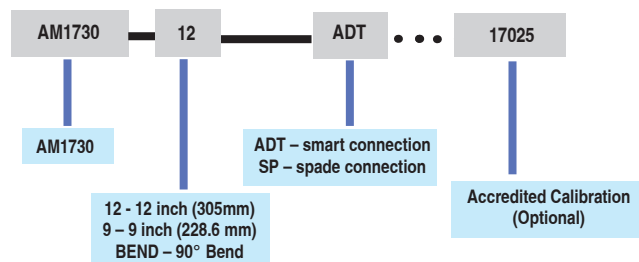 AM1730
12
ADT
17025
AM1730
ADT – smart connection
SP – spade connection
12 - 12 inch (305mm)
9 – 9 inch (228.6 mm)
BEND – 90° Bend
Accredited Calibration
(Optional)